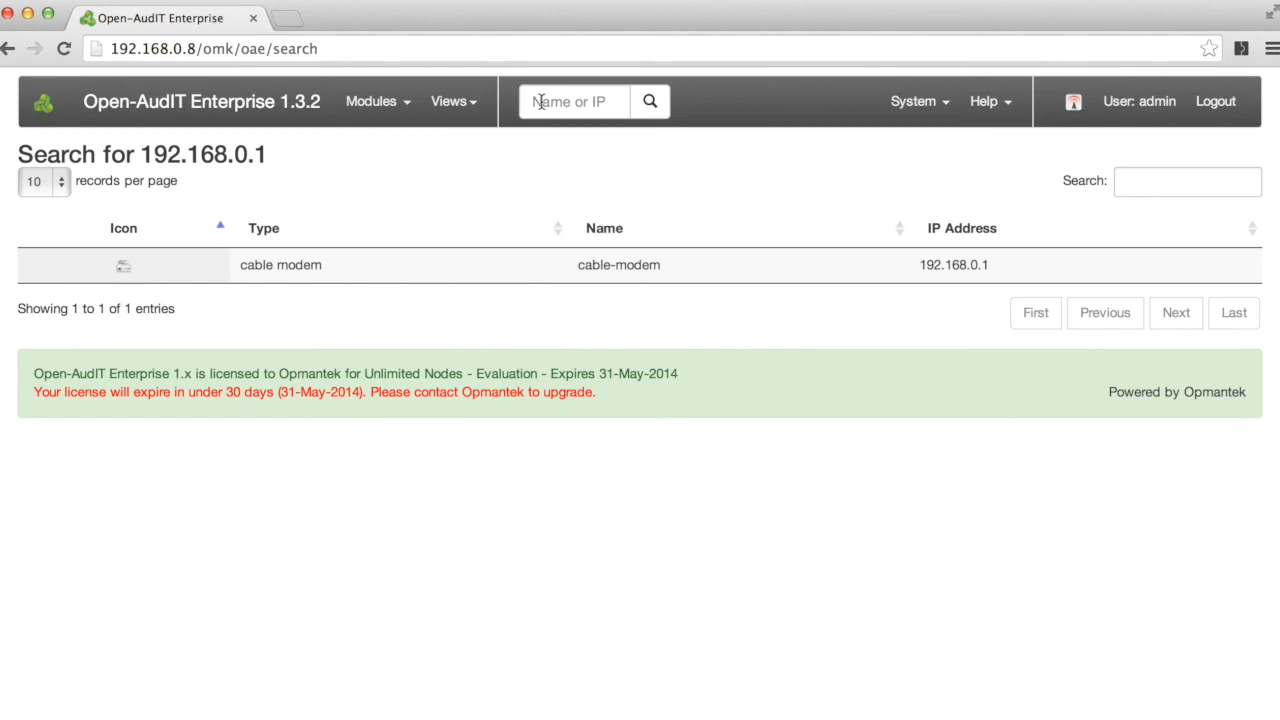 Open-AudIT Enterprise
192.168.0.8/omk/oae/search
Open-AudIT Enterprise 1.3.2 Modules Views Name or IP System Help User: admin Logout
Search for 192.168.0.1
10 records per page Search:
Icon Type Name IP Address
cable modem cable-modem 192.168.0.1
Showing 1 to 1 of 1 entries First Previous Next Last
Open-AudIT Enterprise 1.x is licensed to Opmantek for Unlimited Nodes - Evaluation - Expires 31-May-2014
Your license will expire in under 30 days (31-May-2014). Please contact Opmantek to upgrade. Powered by Opmantek